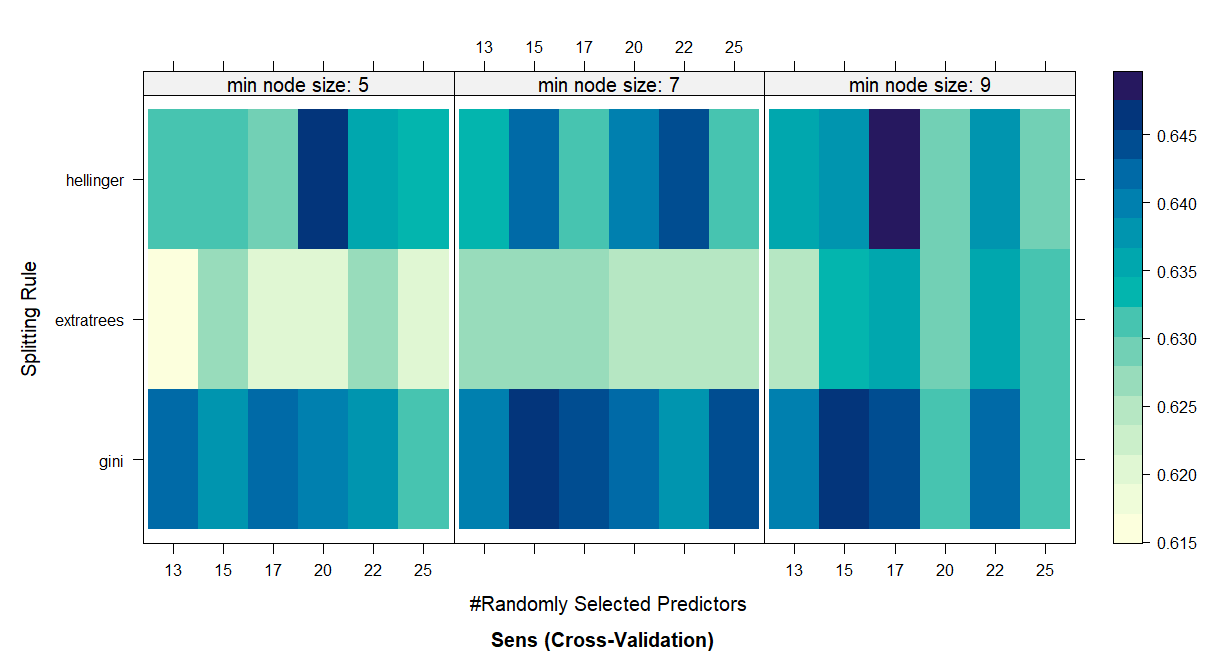 13 15 17 20 22 25
min node size: 5 min node size: 7 min node size: 9
hellinger
extratrees
gini
Splitting Rule
0.645
0.640
0.635
0.630
0.625
0.620
0.615
13 15 17 20 22 25 13 15 17 20 22 25
#Randomly Selected Predictors
Sens (Cross-Validation)